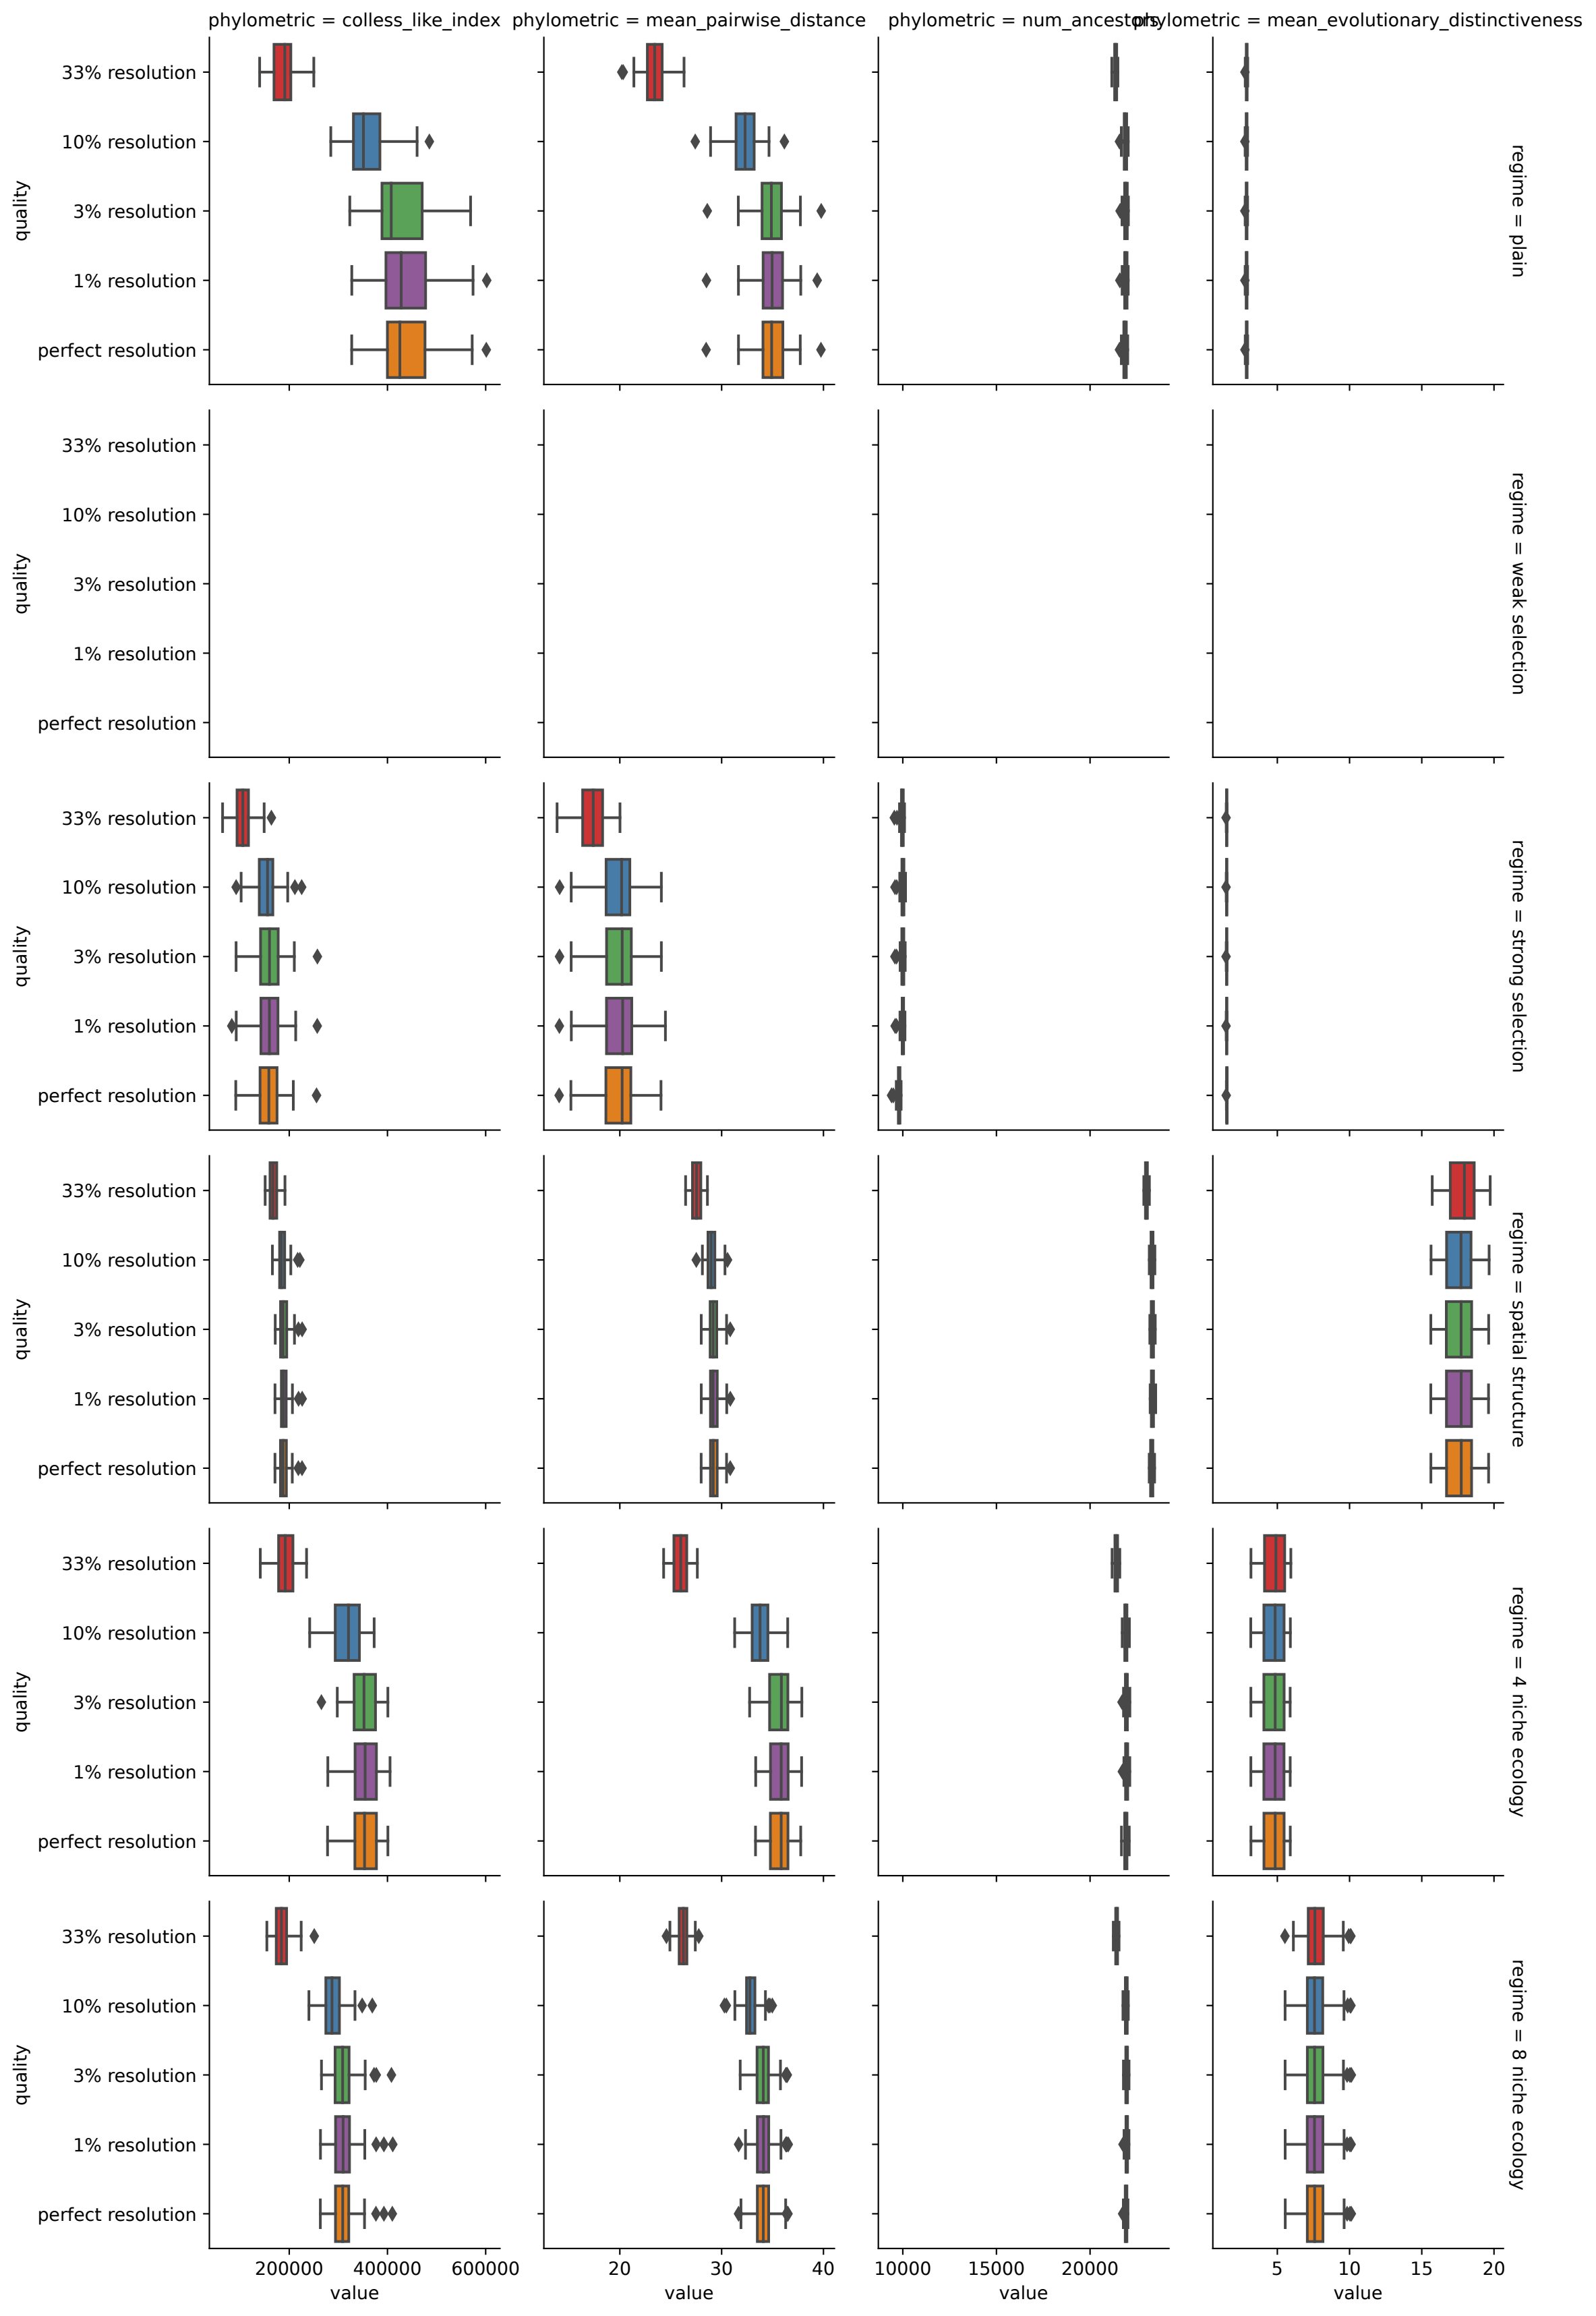 phylometric = colless_like_index
phylometric = mean_pairwise_distance
phylometric = num_ancestors
phylometric = mean_evolutionary_distinctiveness
33% resolution
10% resolution
3% resolution
1% resolution
perfect resolution
quality
regime = plain
33% resolution
10% resolution
3% resolution
1% resolution
perfect resolution
quality
regime = weak selection
33% resolution
10% resolution
3% resolution
1% resolution
perfect resolution
quality
regime = strong selection
33% resolution
10% resolution
3% resolution
1% resolution
perfect resolution
quality
regime = spatial structure
33% resolution
10% resolution
3% resolution
1% resolution
perfect resolution
quality
regime = 4 niche ecology
33% resolution
10% resolution
3% resolution
1% resolution
perfect resolution
quality
regime = 8 niche ecology
200000 400000 600000
20 30 40
10000 15000 20000
5 10 15 20
value
value
value
value